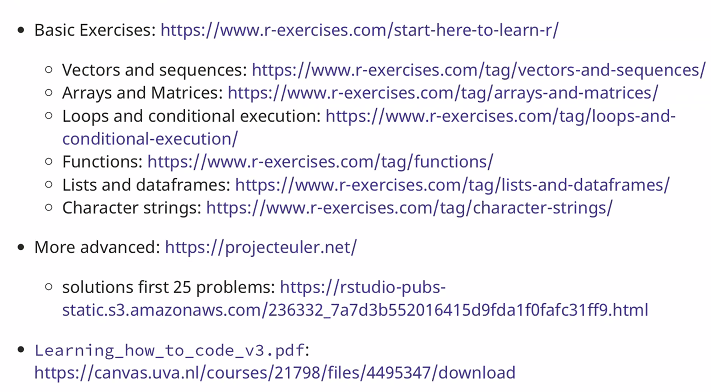 • Basic Exercises: https://www.r-exercises.com/start-here-to-learn-r/
◦ Vectors and sequences: https://www.r-exercises.com/tag/vectors-and-sequences/
◦ Arrays and Matrices: https://www.r-exercises.com/tag/arrays-and-matrices/
◦ Loops and conditional execution: https://www.r-exercises.com/tag/loops-and-
conditional-execution/
◦ Functions: https://www.r-exercises.com/tag/functions/
◦ Lists and dataframes: https://www.r-exercises.com/tag/lists-and-dataframes/
◦ Character strings: https://www.r-exercises.com/tag/character-strings/
• More advanced: https://projecteuler.net/
◦ solutions first 25 problems: https://rstudio-pubs-
static.s3.amazonaws.com/236332_7a7d3b552016415d9fda1f0fafc31ff9.html
• Learning_how_to_code_v3.pdf:
https://canvas.uva.nl/courses/21798/files/4495347/download